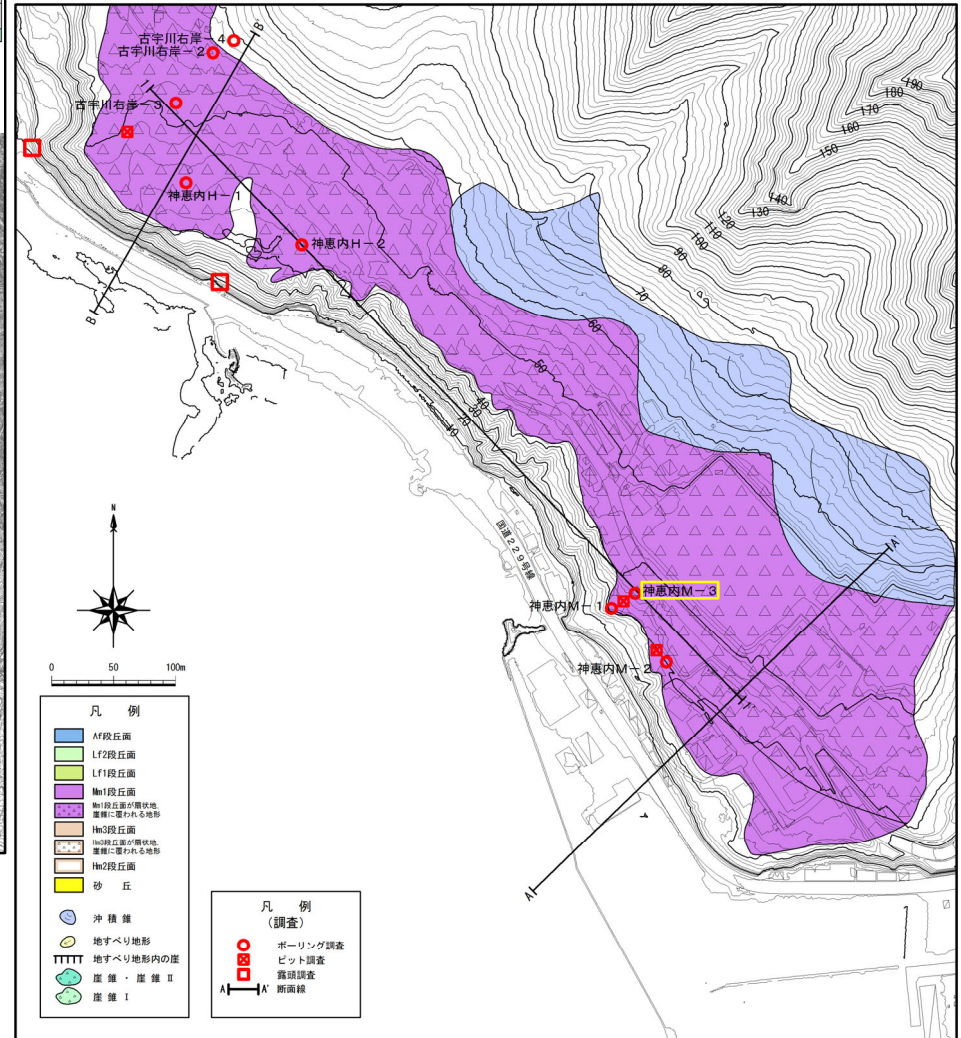 古宇川右岸-4
古宇川右岸-2
B'
古宇川右岸-3
1
神恵内H-1
神恵内H-2
B
190
180
170
160
150
140
130
120
110
100
90
80
70
60
50
40
30
20
10
国道229号線
神恵内M-3
神恵内M-1
神恵内M-2
1'
A'
A
N
0 50 100m
凡 例
Af段丘面
Lf2段丘面
Lf1段丘面
Mm1段丘面
Mm1段丘面が扇状地、
崖錐に覆われる地形
Hm3段丘面
Hm3段丘面が扇状地、
崖錐に覆われる地形
Hm2段丘面
砂 丘
沖積錐
地すべり地形
地すべり地形内の崖
崖錐・崖錐Ⅱ
崖錐Ⅰ
凡 例
(調査)
ボーリング調査
ピット調査
露頭調査
A A' 断面線